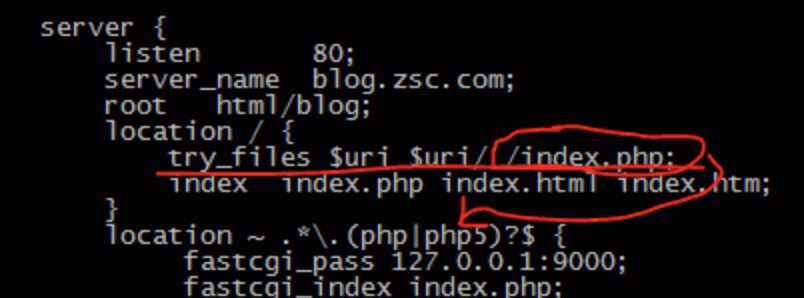 server {
listen 80;
server_name blog.zsc.com;
root html/blog;
location / {
try_files $uri $uri/ /index.php;
index index.php index.html index.htm;
}
location ~ .*\.(php|php5)?$ {
fastcgi_pass 127.0.0.1:9000;
fastcgi_index index.php;